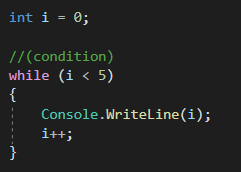 int i = 0;
//(condition)
while (i < 5)
{
Console.WriteLine(i);
i++;
}